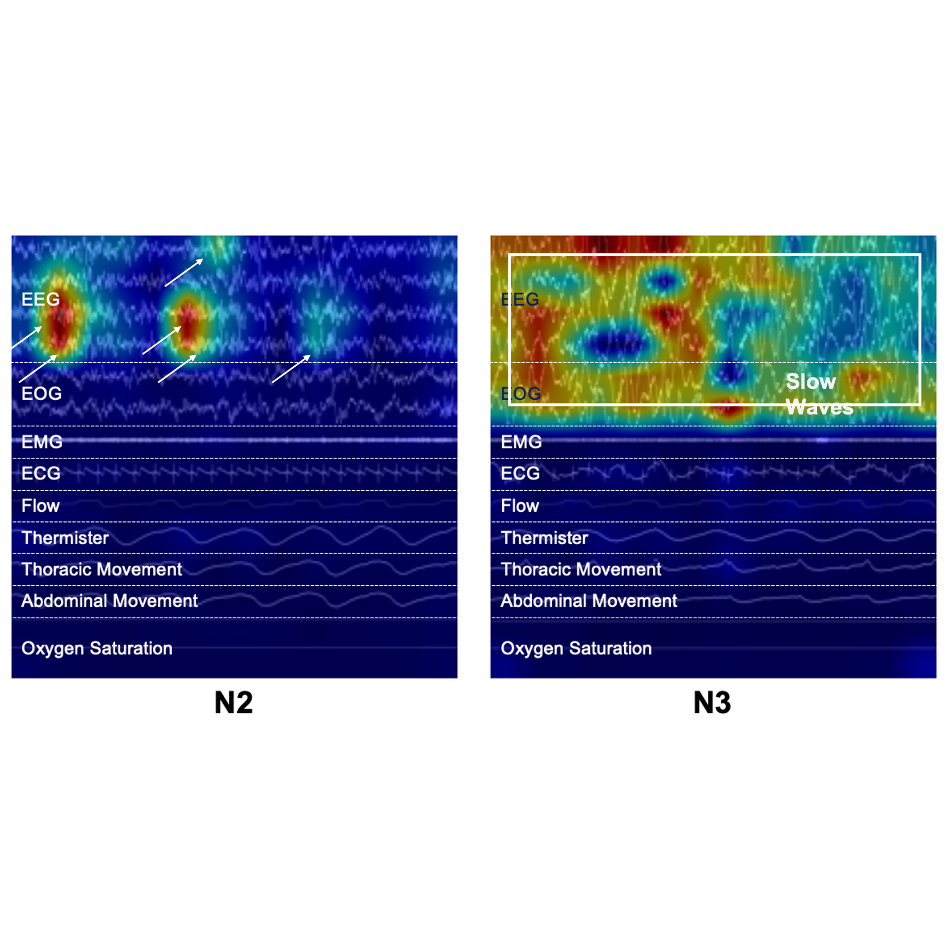 EEG
EOG
EMG
ECG
Flow
Thermister
Thoracic Movement
Abdominal Movement
Oxygen Saturation
N2
EEG
Slow
Waves
EOG
EMG
ECG
Flow
Thermister
Thoracic Movement
Abdominal Movement
Oxygen Saturation
N3